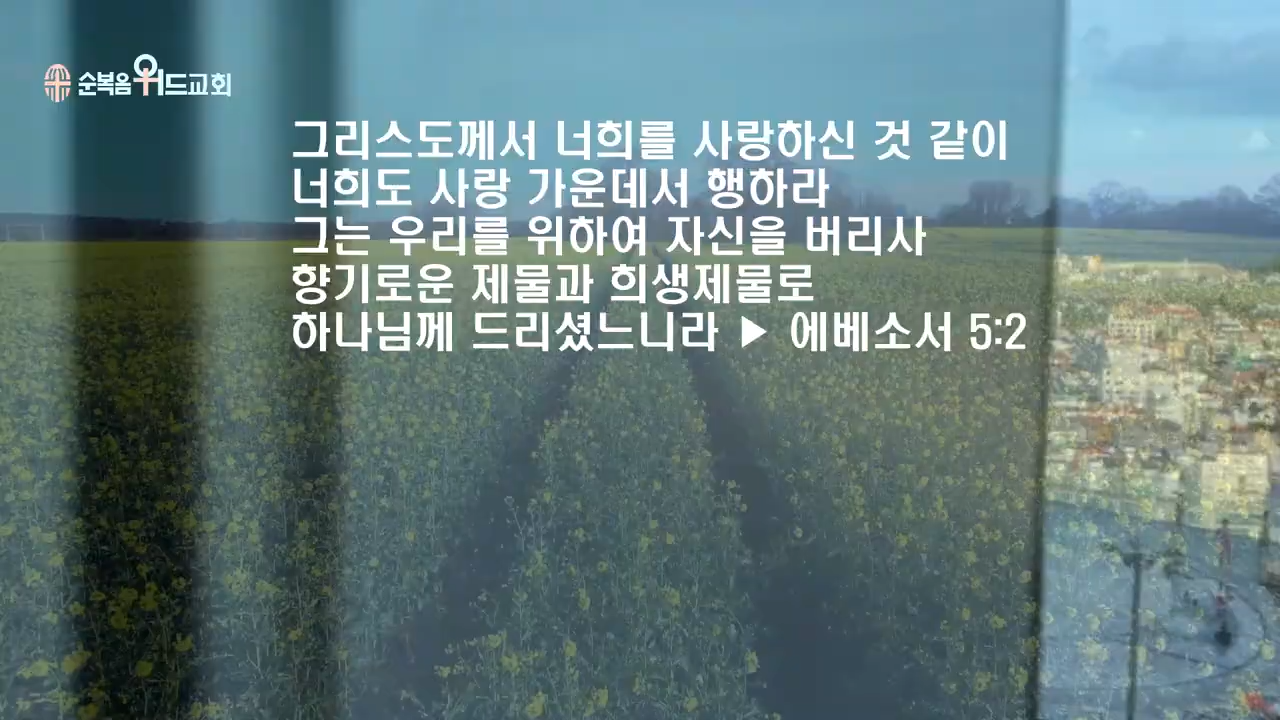 순복음워드교회
그리스도께서 너희를 사랑하신 것 같이
너희도 사랑 가운데서 행하라
그는 우리를 위하여 자신을 버리사
향기로운 제물과 희생제물로
하나님께 드리셨느니라 ▶ 에베소서 5:2